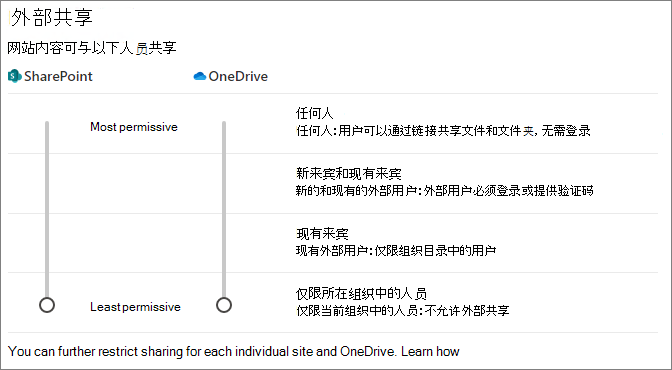 外部共享
网站内容可与以下人员共享
SharePoint
OneDrive
Most permissive
任何人
任何人:用户可以通过链接共享文件和文件夹,无需登录
新来宾和现有来宾
新的和现有的外部用户:外部用户必须登录或提供验证码
现有来宾
现有外部用户:仅限组织目录中的用户
Least permissive
仅限所在组织中的人员
仅限当前组织中的人员:不允许外部共享
You can further restrict sharing for each individual site and OneDrive. Learn how